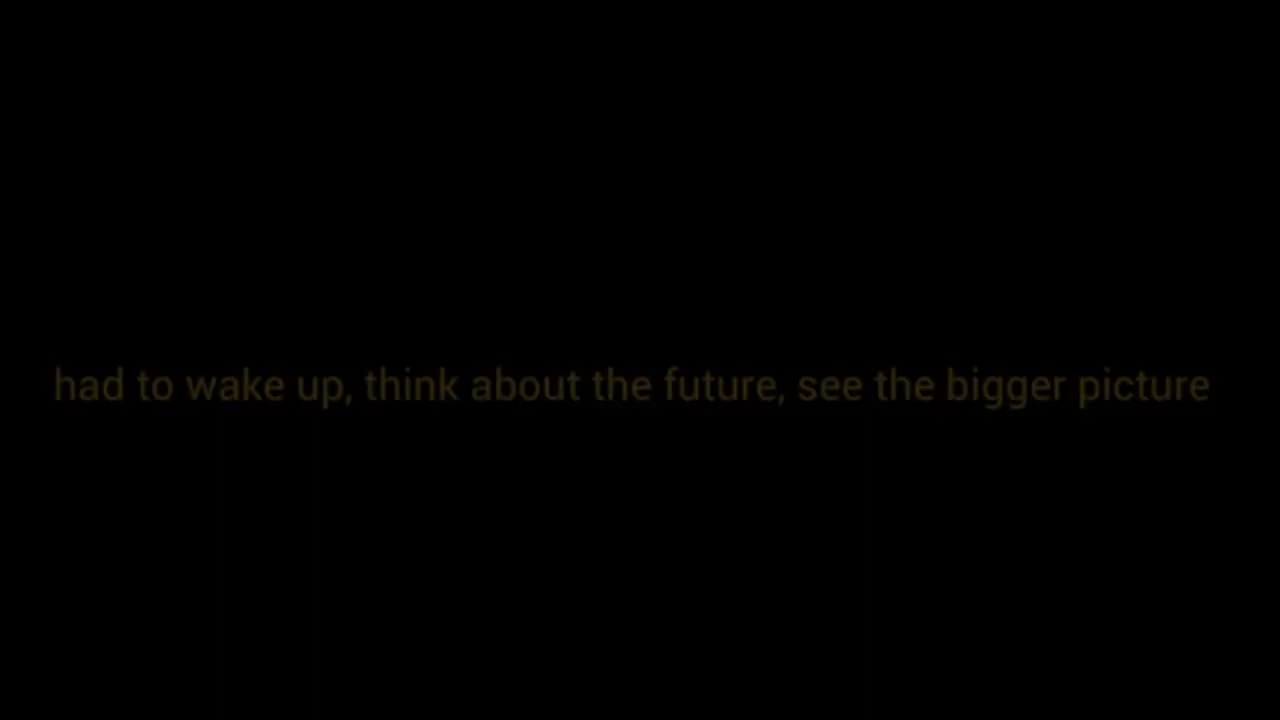 had to wake up, think about the future, see the bigger picture